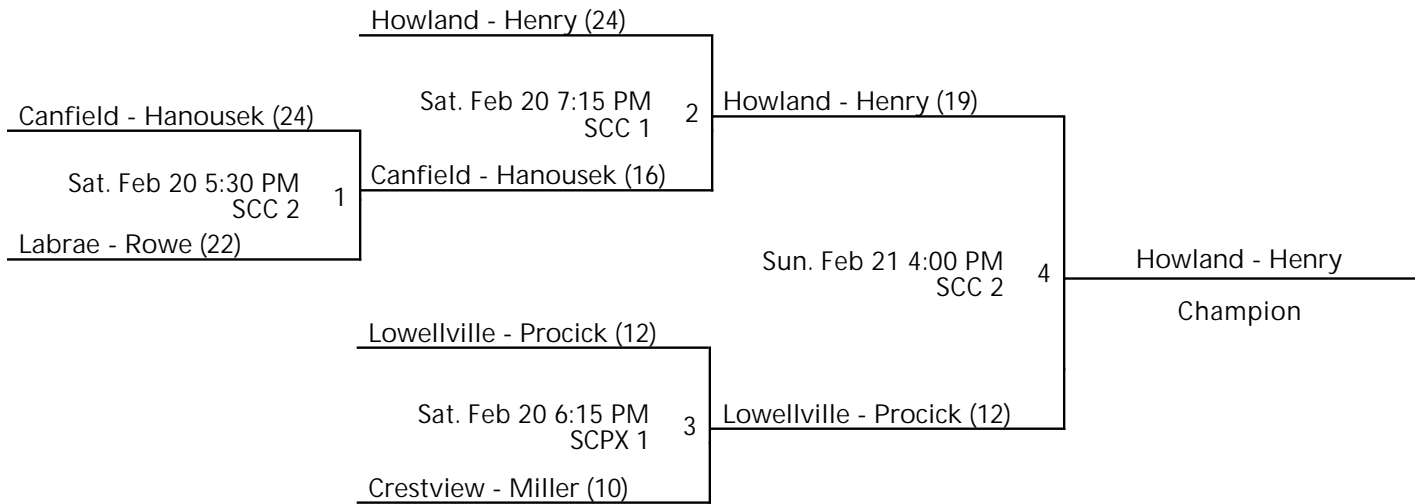 Howland - Henry (24)
Sat. Feb 20 7:15 PM
SCC 1
2
Howland - Henry (19)
Canfield - Hanousek (24)
Sat. Feb 20 5:30 PM
SCC 2
1
Canfield - Hanousek (16)
Labrae - Rowe (22)
Sun. Feb 21 4:00 PM
SCC 2
4
Howland - Henry
Champion
Lowellville - Procick (12)
Sat. Feb 20 6:15 PM
SCPX 1
3
Lowellville - Procick (12)
Crestview - Miller (10)